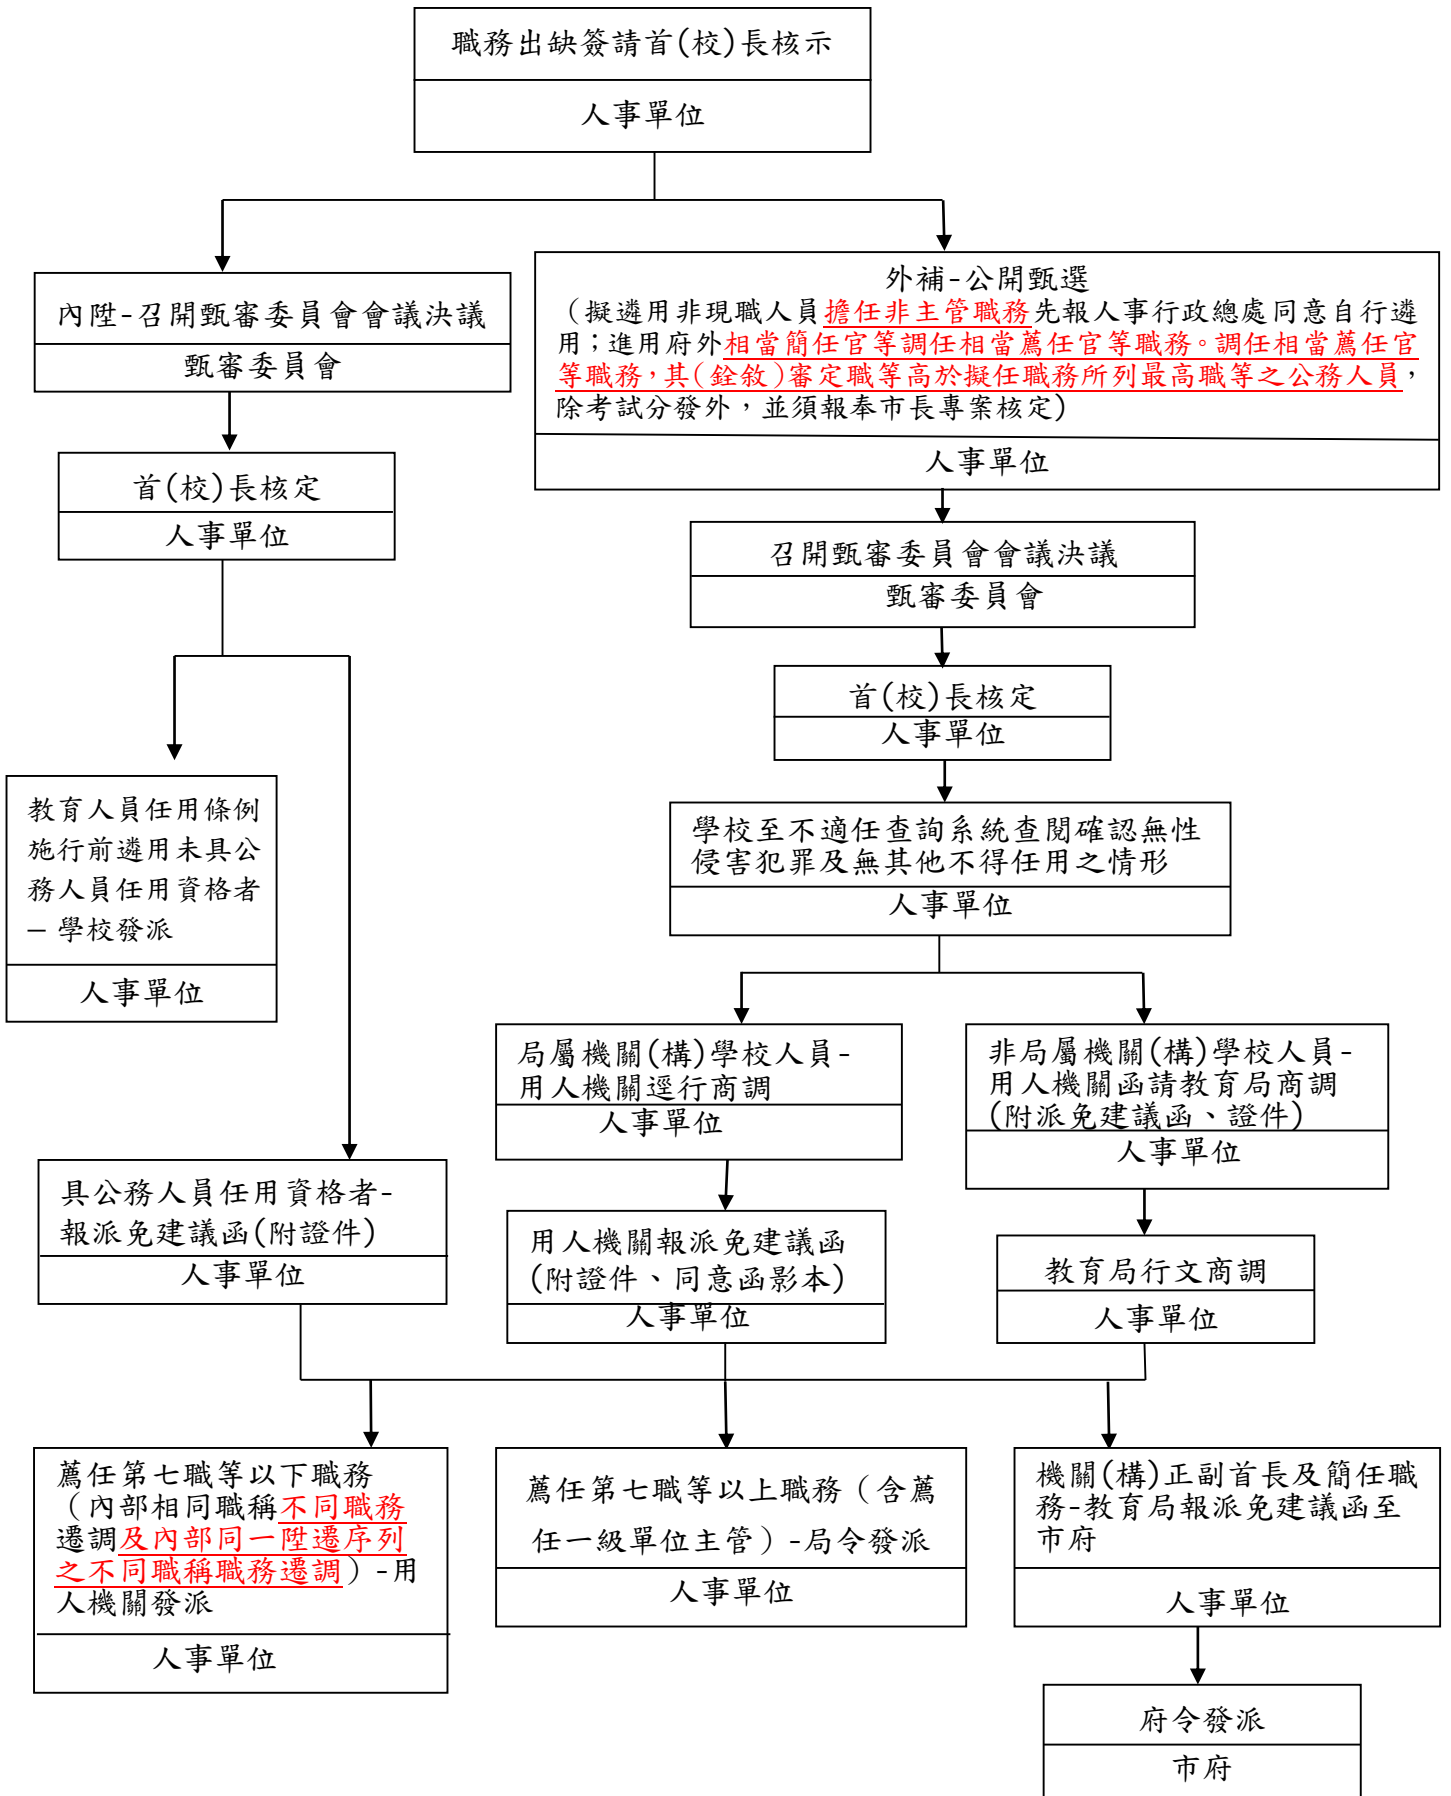 職務出缺簽請首(校)長核示
人事單位
內陞-召開甄審委員會會議決議
甄審委員會
首(校)長核定
人事單位
外補-公開甄選
（擬遴用非現職人員擔任非主管職務先報人事行政總處同意自行遴
用；進用府外相當簡任官等調任相當薦任官等職務。調任相當薦任官
等職務，其(銓敘)審定職等高於擬任職務所列最高職等之公務人員，
除考試分發外，並須報奉市長專案核定)
人事單位
召開甄審委員會會議決議
甄審委員會
首(校)長核定
人事單位
學校至不適任查詢系統查閱確認無性
侵害犯罪及無其他不得任用之情形
人事單位
教育人員任用條例
施行前遴用未具公
務人員任用資格者
– 學校發派
人事單位
局屬機關(構)學校人員-
用人機關逕行商調
人事單位
非局屬機關(構)學校人員-
用人機關函請教育局商調
(附派免建議函、證件)
人事單位
具公務人員任用資格者-
報派免建議函(附證件)
人事單位
用人機關報派免建議函
(附證件、同意函影本)
人事單位
教育局行文商調
人事單位
薦任第七職等以下職務
（內部相同職稱不同職務
遷調及內部同一陞遷序列
之不同職稱職務遷調）-用
人機關發派
人事單位
薦任第七職等以上職務（含薦
任一級單位主管）-局令發派
人事單位
機關(構)正副首長及簡任職
務-教育局報派免建議函至
市府
人事單位
府令發派
市府